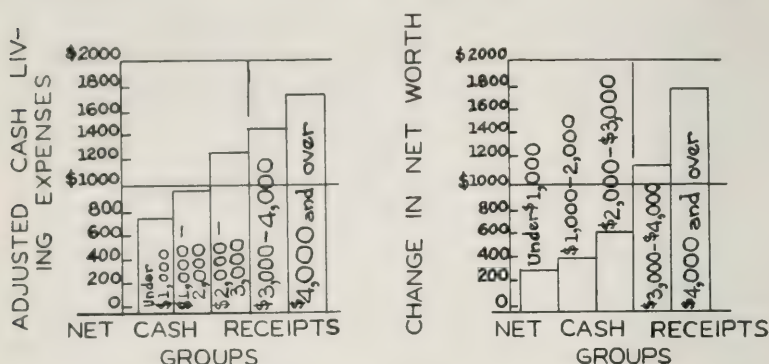 ADJUSTED CASH LIV-
ING EXPENSES
$2000
1800
1600
1400
1200
$1000
800
600
400
200
0
Under
$1,000
$1,000-
2,000
$2,000-
3,000
$3,000-4,000
$4,000 and over
NET CASH RECEIPTS
GROUPS
CHANGE IN NET WORTH
$2000
1800
1600
1400
1200
$1000
800
600
400
200
0
Under $1,000
$1,000-2,000
$2,000-$3,000
$3,000-$4,000
$4,000 and over
NET CASH RECEIPTS
GROUPS